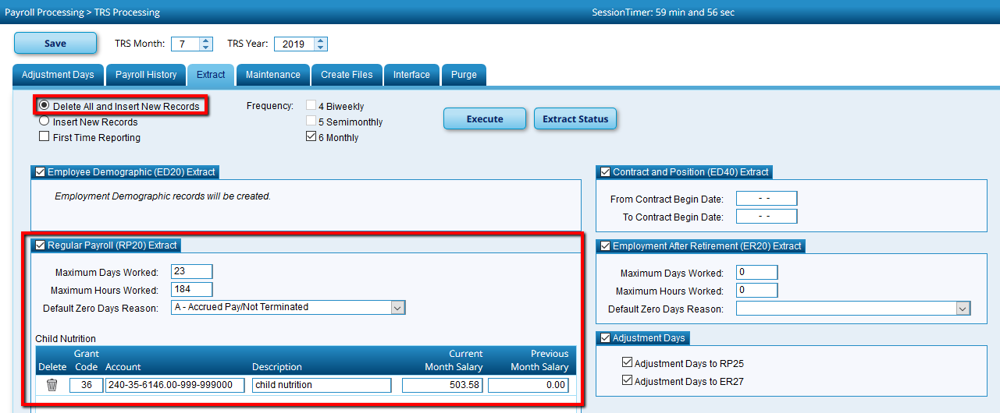 Payroll Processing > TRS Processing SessionTimer: 59 min and 56 sec
Save TRS Month: 7 TRS Year: 2019
Adjustment Days Payroll History Extract Maintenance Create Files Interface Purge
Delete All and Insert New Records Frequency: 4 Biweekly
Insert New Records 5 Semimonthly Execute Extract Status
First Time Reporting 6 Monthly
Employee Demographic (ED20) Extract
Employment Demographic records will be created.
Contract and Position (ED40) Extract
From Contract Begin Date: - -
To Contract Begin Date: - -
Regular Payroll (RP20) Extract
Maximum Days Worked: 23
Maximum Hours Worked: 184
Default Zero Days Reason: A - Accrued Pay/Not Terminated
Employment After Retirement (ER20) Extract
Maximum Days Worked: 0
Maximum Hours Worked: 0
Default Zero Days Reason:
Child Nutrition
Delete Grant Code Account Description Current Month Salary Previous Month Salary
36 240-35-6146.00-999-999000 child nutrition 503.58 0.00
Adjustment Days
Adjustment Days to RP25
Adjustment Days to ER27